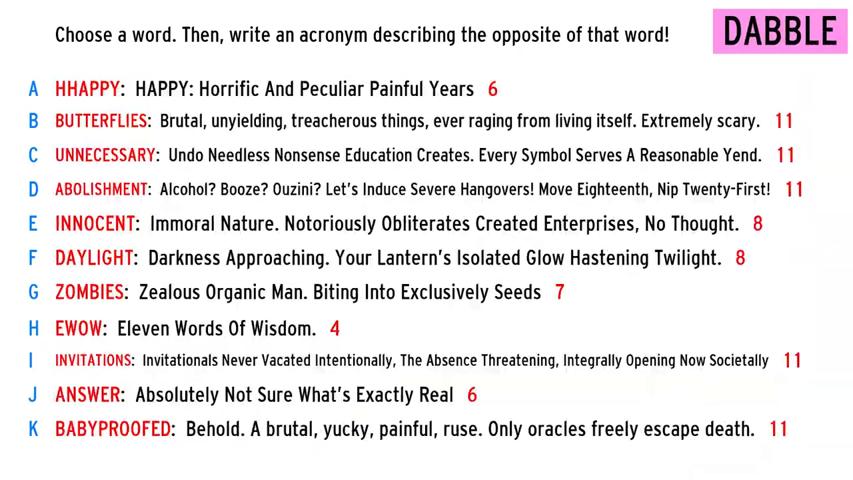 Choose a word. Then, write an acronym describing the opposite of that word!
DABBLE
A HHAPPY: HAPPY: Horrific And Peculiar Painful Years 6
B BUTTERFLIES: Brutal, unyielding, treacherous things, ever raging from living itself. Extremely scary. 11
C UNNECESSARY: Undo Needless Nonsense Education Creates. Every Symbol Serves A Reasonable Yend. 11
D ABOLISHMENT: Alcohol? Booze? Ouzini? Let's Induce Severe Hangovers! Move Eighteenth, Nip Twenty-First! 11
E INNOCENT: Immoral Nature. Notoriously Obliterates Created Enterprises, No Thought. 8
F DAYLIGHT: Darkness Approaching. Your Lantern's Isolated Glow Hastening Twilight. 8
G ZOMBIES: Zealous Organic Man. Biting Into Exclusively Seeds 7
H EWOW: Eleven Words Of Wisdom. 4
I INVITATIONS: Invitationals Never Vacated Intentionally, The Absence Threatening, Integrally Opening Now Societally 11
J ANSWER: Absolutely Not Sure What's Exactly Real 6
K BABYPROOFED: Behold. A brutal, yucky, painful, ruse. Only oracles freely escape death. 11